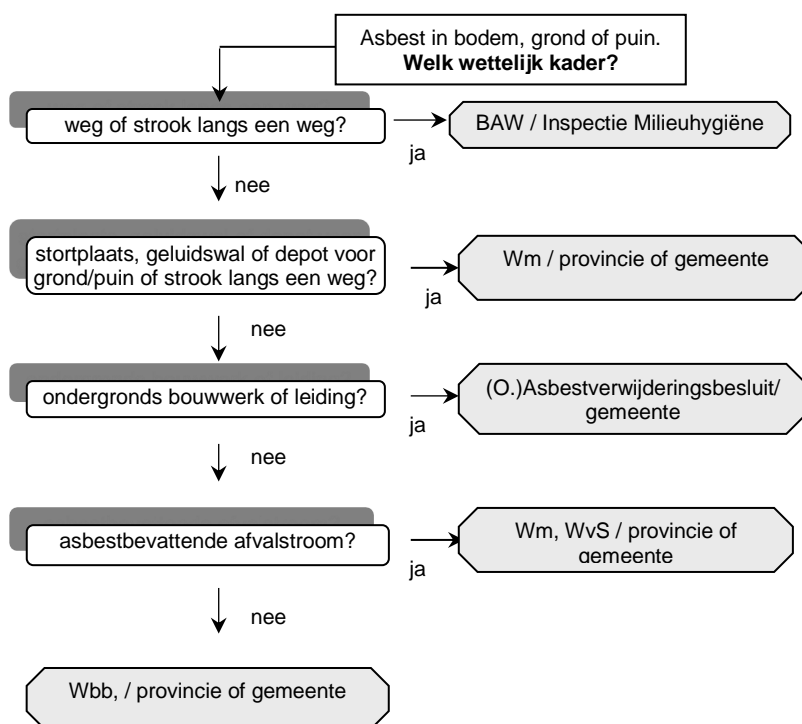 Asbest in bodem, grond of puin.
Welk wettelijk kader?
weg of strook langs een weg?
ja
BAW / Inspectie Milieuhygiëne
nee
stortplaats, geluidswal of depot voor
grond/puin of strook langs een weg?
ja
Wm / provincie of gemeente
nee
ondergronds bouwwerk of leiding?
ja
(O.)Asbestverwijderingsbesluit/
gemeente
nee
asbestbevattende afvalstroom?
ja
Wm, WvS / provincie of
gemeente
nee
Wbb, / provincie of gemeente